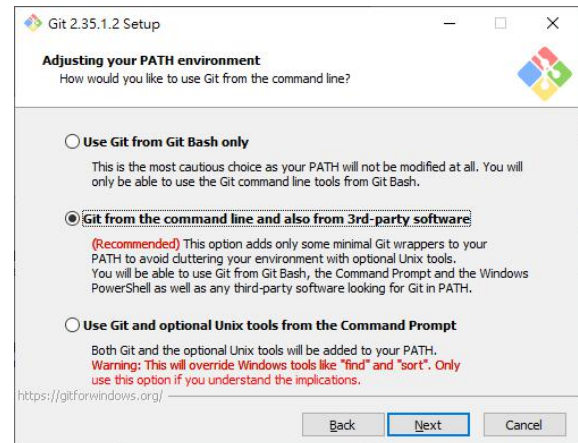 Git 2.35.1.2 Setup
Adjusting your PATH environment
How would you like to use Git from the command line?
Use Git from Git Bash only
This is the most cautious choice as your PATH will not be modified at all. You will
only be able to use the Git command line tools from Git Bash.
Git from the command line and also from 3rd-party software
(Recommended) This option adds only some minimal Git wrappers to your
PATH to avoid cluttering your environment with optional Unix tools.
You will be able to use Git from Git Bash, the Command Prompt and the Windows
PowerShell as well as any third-party software looking for Git in PATH.
Use Git and optional Unix tools from the Command Prompt
Both Git and the optional Unix tools will be added to your PATH.
Warning: This will override Windows tools like "find" and "sort". Only
use this option if you understand the implications.
https://gitforwindows.org/
Back Next Cancel